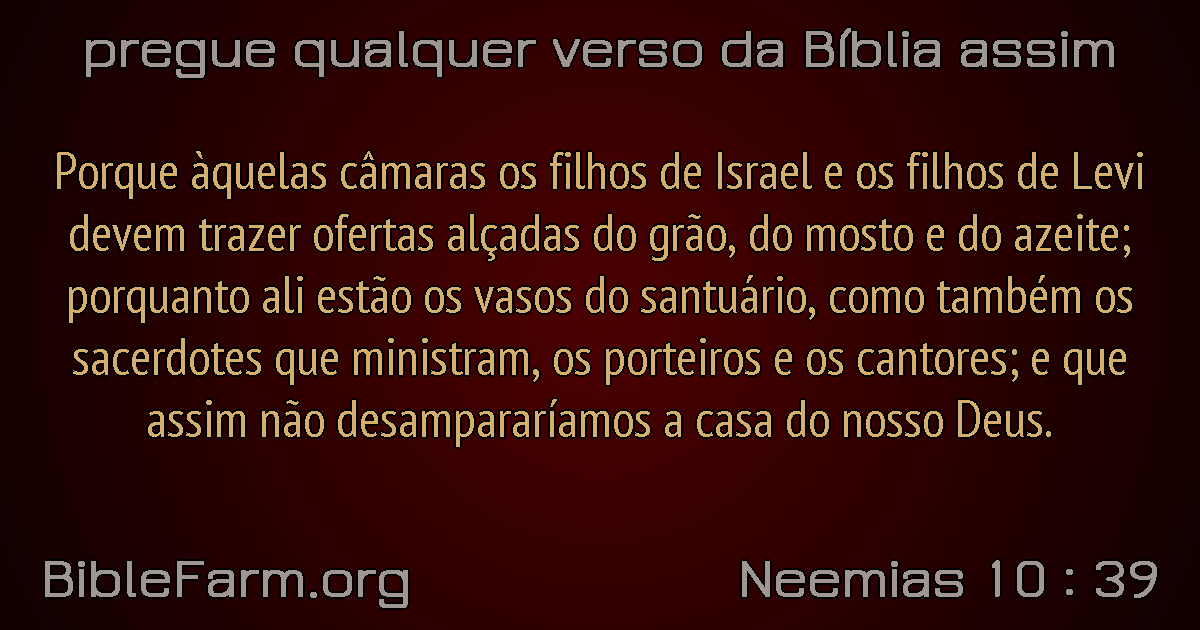 pregue qualquer verso da Bíblia assim
Porque àquelas câmaras os filhos de Israel e os filhos de Levi
devem trazer ofertas alçadas do grão, do mosto e do azeite;
porquanto ali estão os vasos do santuário, como também os
sacerdotes que ministram, os porteiros e os cantores; e que
assim não desampararíamos a casa do nosso Deus.
BibleFarm.org
Neemias 10 : 39